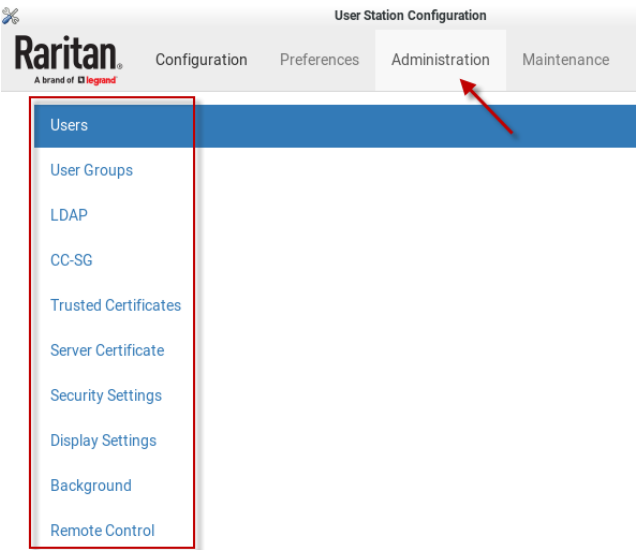 User Station Configuration
Raritan.
A brand of legrand
Configuration Preferences Administration Maintenance
Users
User Groups
LDAP
CC-SG
Trusted Certificates
Server Certificate
Security Settings
Display Settings
Background
Remote Control